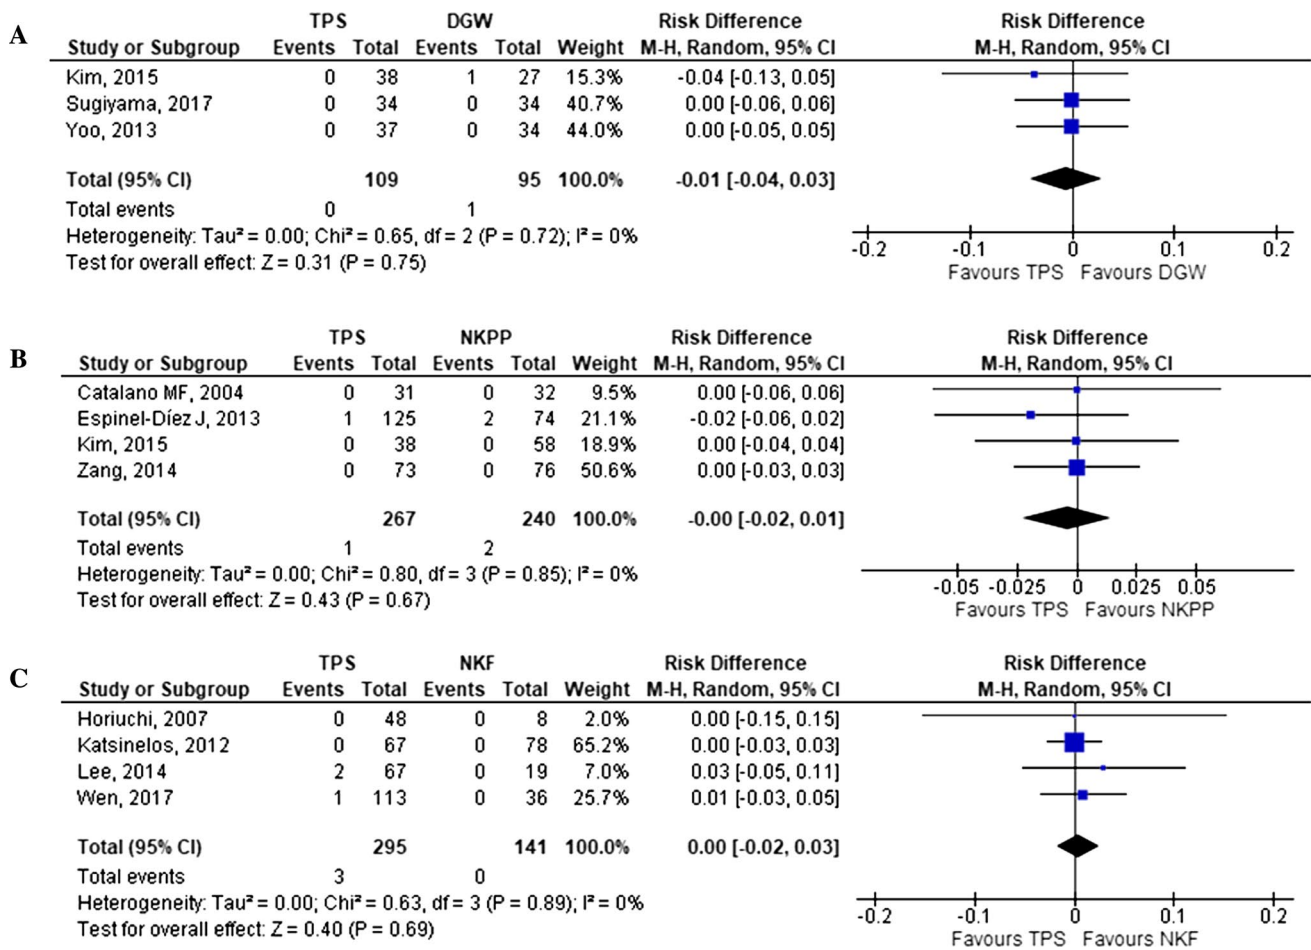 A
TPS DGW Risk Difference Risk Difference
Study or Subgroup Events Total Events Total Weight M-H, Random, 95% CI M-H, Random, 95% CI
Kim, 2015 0 38 1 27 15.3% -0.04 [-0.13, 0.05]
Sugiyama, 2017 0 34 0 34 40.7% 0.00 [-0.06, 0.06]
Yoo, 2013 0 37 0 34 44.0% 0.00 [-0.05, 0.05]
Total (95% CI) 109 95 100.0% -0.01 [-0.04, 0.03]
Total events 0 1
Heterogeneity: Tau² = 0.00; Chi² = 0.65, df = 2 (P = 0.72); I² = 0%
Test for overall effect: Z = 0.31 (P = 0.75)
-0.2 -0.1 0 0.1 0.2
Favours TPS Favours DGW
B
TPS NKPP Risk Difference Risk Difference
Study or Subgroup Events Total Events Total Weight M-H, Random, 95% CI M-H, Random, 95% CI
Catalano MF, 2004 0 31 0 32 9.5% 0.00 [-0.06, 0.06]
Espinel-Díez J, 2013 1 125 2 74 21.1% -0.02 [-0.06, 0.02]
Kim, 2015 0 38 0 58 18.9% 0.00 [-0.04, 0.04]
Zang, 2014 0 73 0 76 50.6% 0.00 [-0.03, 0.03]
Total (95% CI) 267 240 100.0% -0.00 [-0.02, 0.01]
Total events 1 2
Heterogeneity: Tau² = 0.00; Chi² = 0.80, df = 3 (P = 0.85); I² = 0%
Test for overall effect: Z = 0.43 (P = 0.67)
-0.05 -0.025 0 0.025 0.05
Favours TPS Favours NKPP
C
TPS NKF Risk Difference Risk Difference
Study or Subgroup Events Total Events Total Weight M-H, Random, 95% CI M-H, Random, 95% CI
Horiuchi, 2007 0 48 0 8 2.0% 0.00 [-0.15, 0.15]
Katsinelos, 2012 0 67 0 78 65.2% 0.00 [-0.03, 0.03]
Lee, 2014 2 67 0 19 7.0% 0.03 [-0.05, 0.11]
Wen, 2017 1 113 0 36 25.7% 0.01 [-0.03, 0.05]
Total (95% CI) 295 141 100.0% 0.00 [-0.02, 0.03]
Total events 3 0
Heterogeneity: Tau² = 0.00; Chi² = 0.63, df = 3 (P = 0.89); I² = 0%
Test for overall effect: Z = 0.40 (P = 0.69)
-0.2 -0.1 0 0.1 0.2
Favours TPS Favours NKF